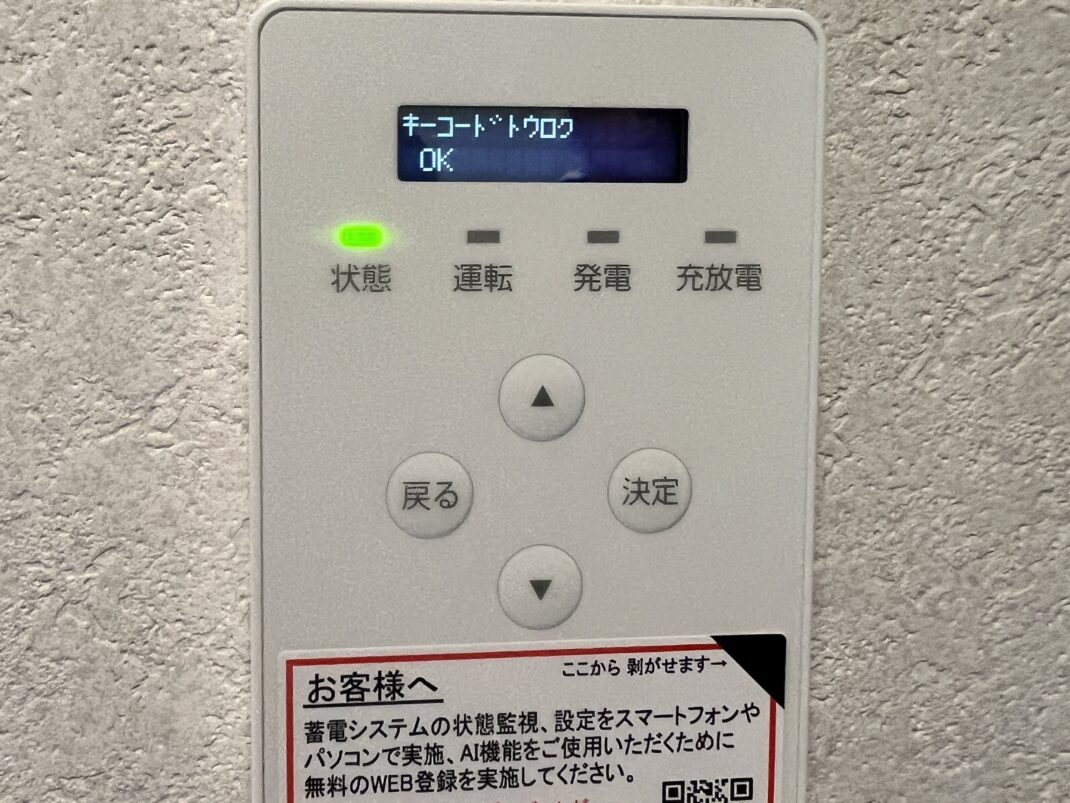 キーコードトウロク
OK
状態 運転 発電 充放電
▲
戻る 決定
▼
ここから 剥がせます→
お客様へ
蓄電システムの状態監視、設定をスマートフォンや
パソコンで実施、AI機能をご使用いただくために
無料のWEB登録を実施してください。